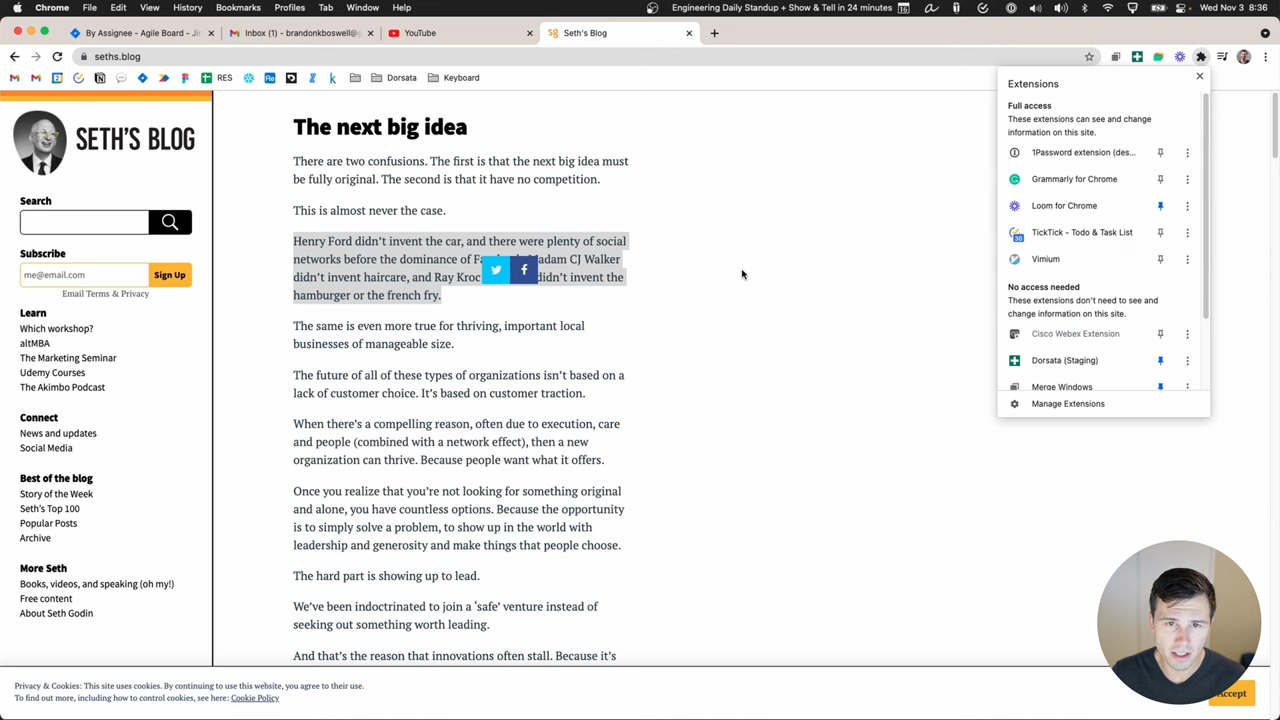 Chrome File Edit View History Bookmarks Profiles Tab Window Help
Engineering Daily Standup + Show & Tell in 24 minutes
Wed Nov 3 8:36
By Assignee - Agile Board - Ji
Inbox (1) - brandonkboswell@g
YouTube
Seth's Blog
seths.blog
RES
Dorsata
Keyboard
SETH'S BLOG
Search
Subscribe
me@email.com
Sign Up
Email Terms & Privacy
Learn
Which workshop?
altMBA
The Marketing Seminar
Udemy Courses
The Akimbo Podcast
Connect
News and updates
Social Media
Best of the blog
Story of the Week
Seth's Top 100
Popular Posts
Archive
More Seth
Books, videos, and speaking (oh my!)
Free content
About Seth Godin
The next big idea
There are two confusions. The first is that the next big idea must
be fully original. The second is that it have no competition.
This is almost never the case.
Henry Ford didn’t invent the car, and there were plenty of social
networks before the dominance of Madam CJ Walker
didn’t invent haircare, and Ray Kroc didn’t invent the
hamburger or the french fry.
The same is even more true for thriving, important local
businesses of manageable size.
The future of all of these types of organizations isn’t based on a
lack of customer choice. It’s based on customer traction.
When there’s a compelling reason, often due to execution, care
and people (combined with a network effect), then a new
organization can thrive. Because people want what it offers.
Once you realize that you’re not looking for something original
and alone, you have countless options. Because the opportunity
is to simply solve a problem, to show up in the world with
leadership and generosity and make things that people choose.
The hard part is showing up to lead.
We’ve been indoctrinated to join a ‘safe’ venture instead of
seeking out something worth leading.
And that’s the reason that innovations often stall. Because it’s
Extensions
Full access
These extensions can see and change
information on this site.
1Password extension (des...
Grammarly for Chrome
Loom for Chrome
TickTick - Todo & Task List
Vimium
No access needed
These extensions don't need to see and
change information on this site.
Cisco Webex Extension
Dorsata (Staging)
Merge Windows
Manage Extensions
Privacy & Cookies: This site uses cookies. By continuing to use this website, you agree to their use.
To find out more, including how to control cookies, see here: Cookie Policy
Accept